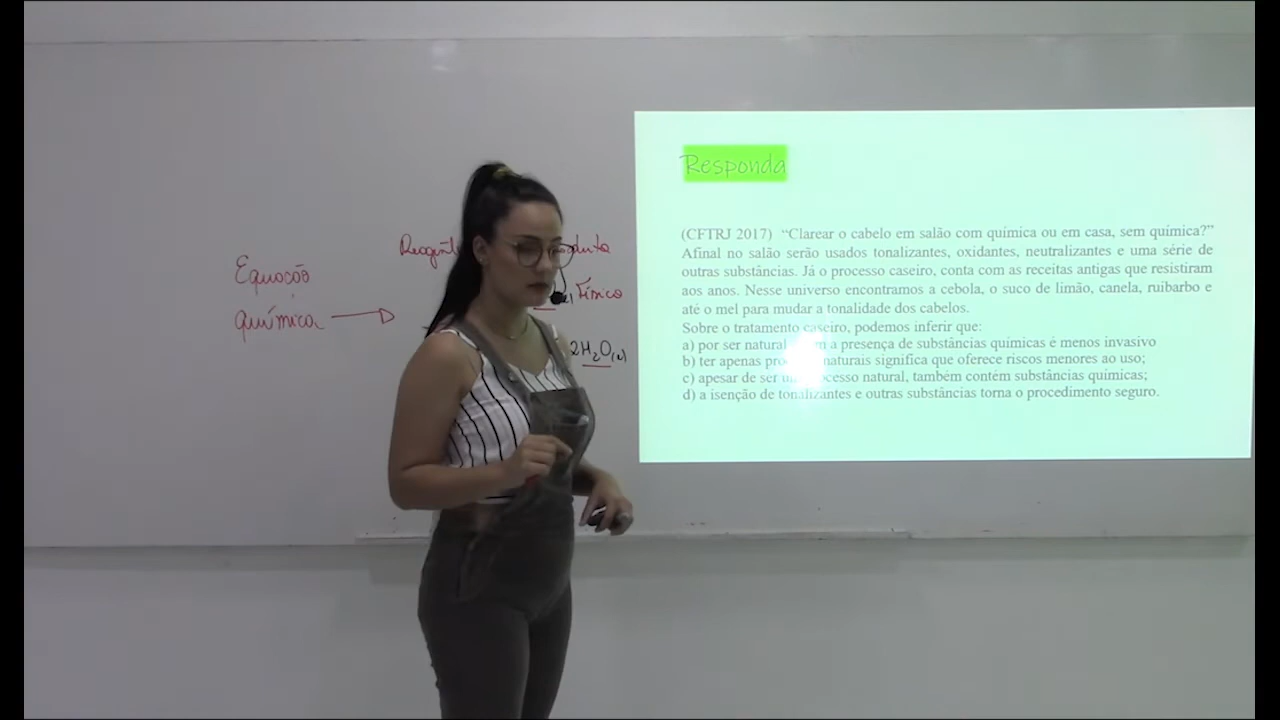 Responda
(CFTRJ 2017) “Clarear o cabelo em salão com química ou em casa, sem química?”
Afinal no salão serão usados tonalizantes, oxidantes, neutralizantes e uma série de
outras substâncias. Já o processo caseiro, conta com as receitas antigas que resistiram
aos anos. Nesse universo encontramos a cebola, o suco de limão, canela, ruibarbo e
até o mel para mudar a tonalidade dos cabelos.
Sobre o tratamento caseiro, podemos inferir que:
a) por ser natural a presença de substâncias químicas é menos invasivo
b) ter apenas naturais significa que oferece riscos menores ao uso;
c) apesar de ser processo natural, também contém substâncias químicas;
d) a isenção de tonalizantes e outras substâncias torna o procedimento seguro.
Equação
química
Físico
2H₂O